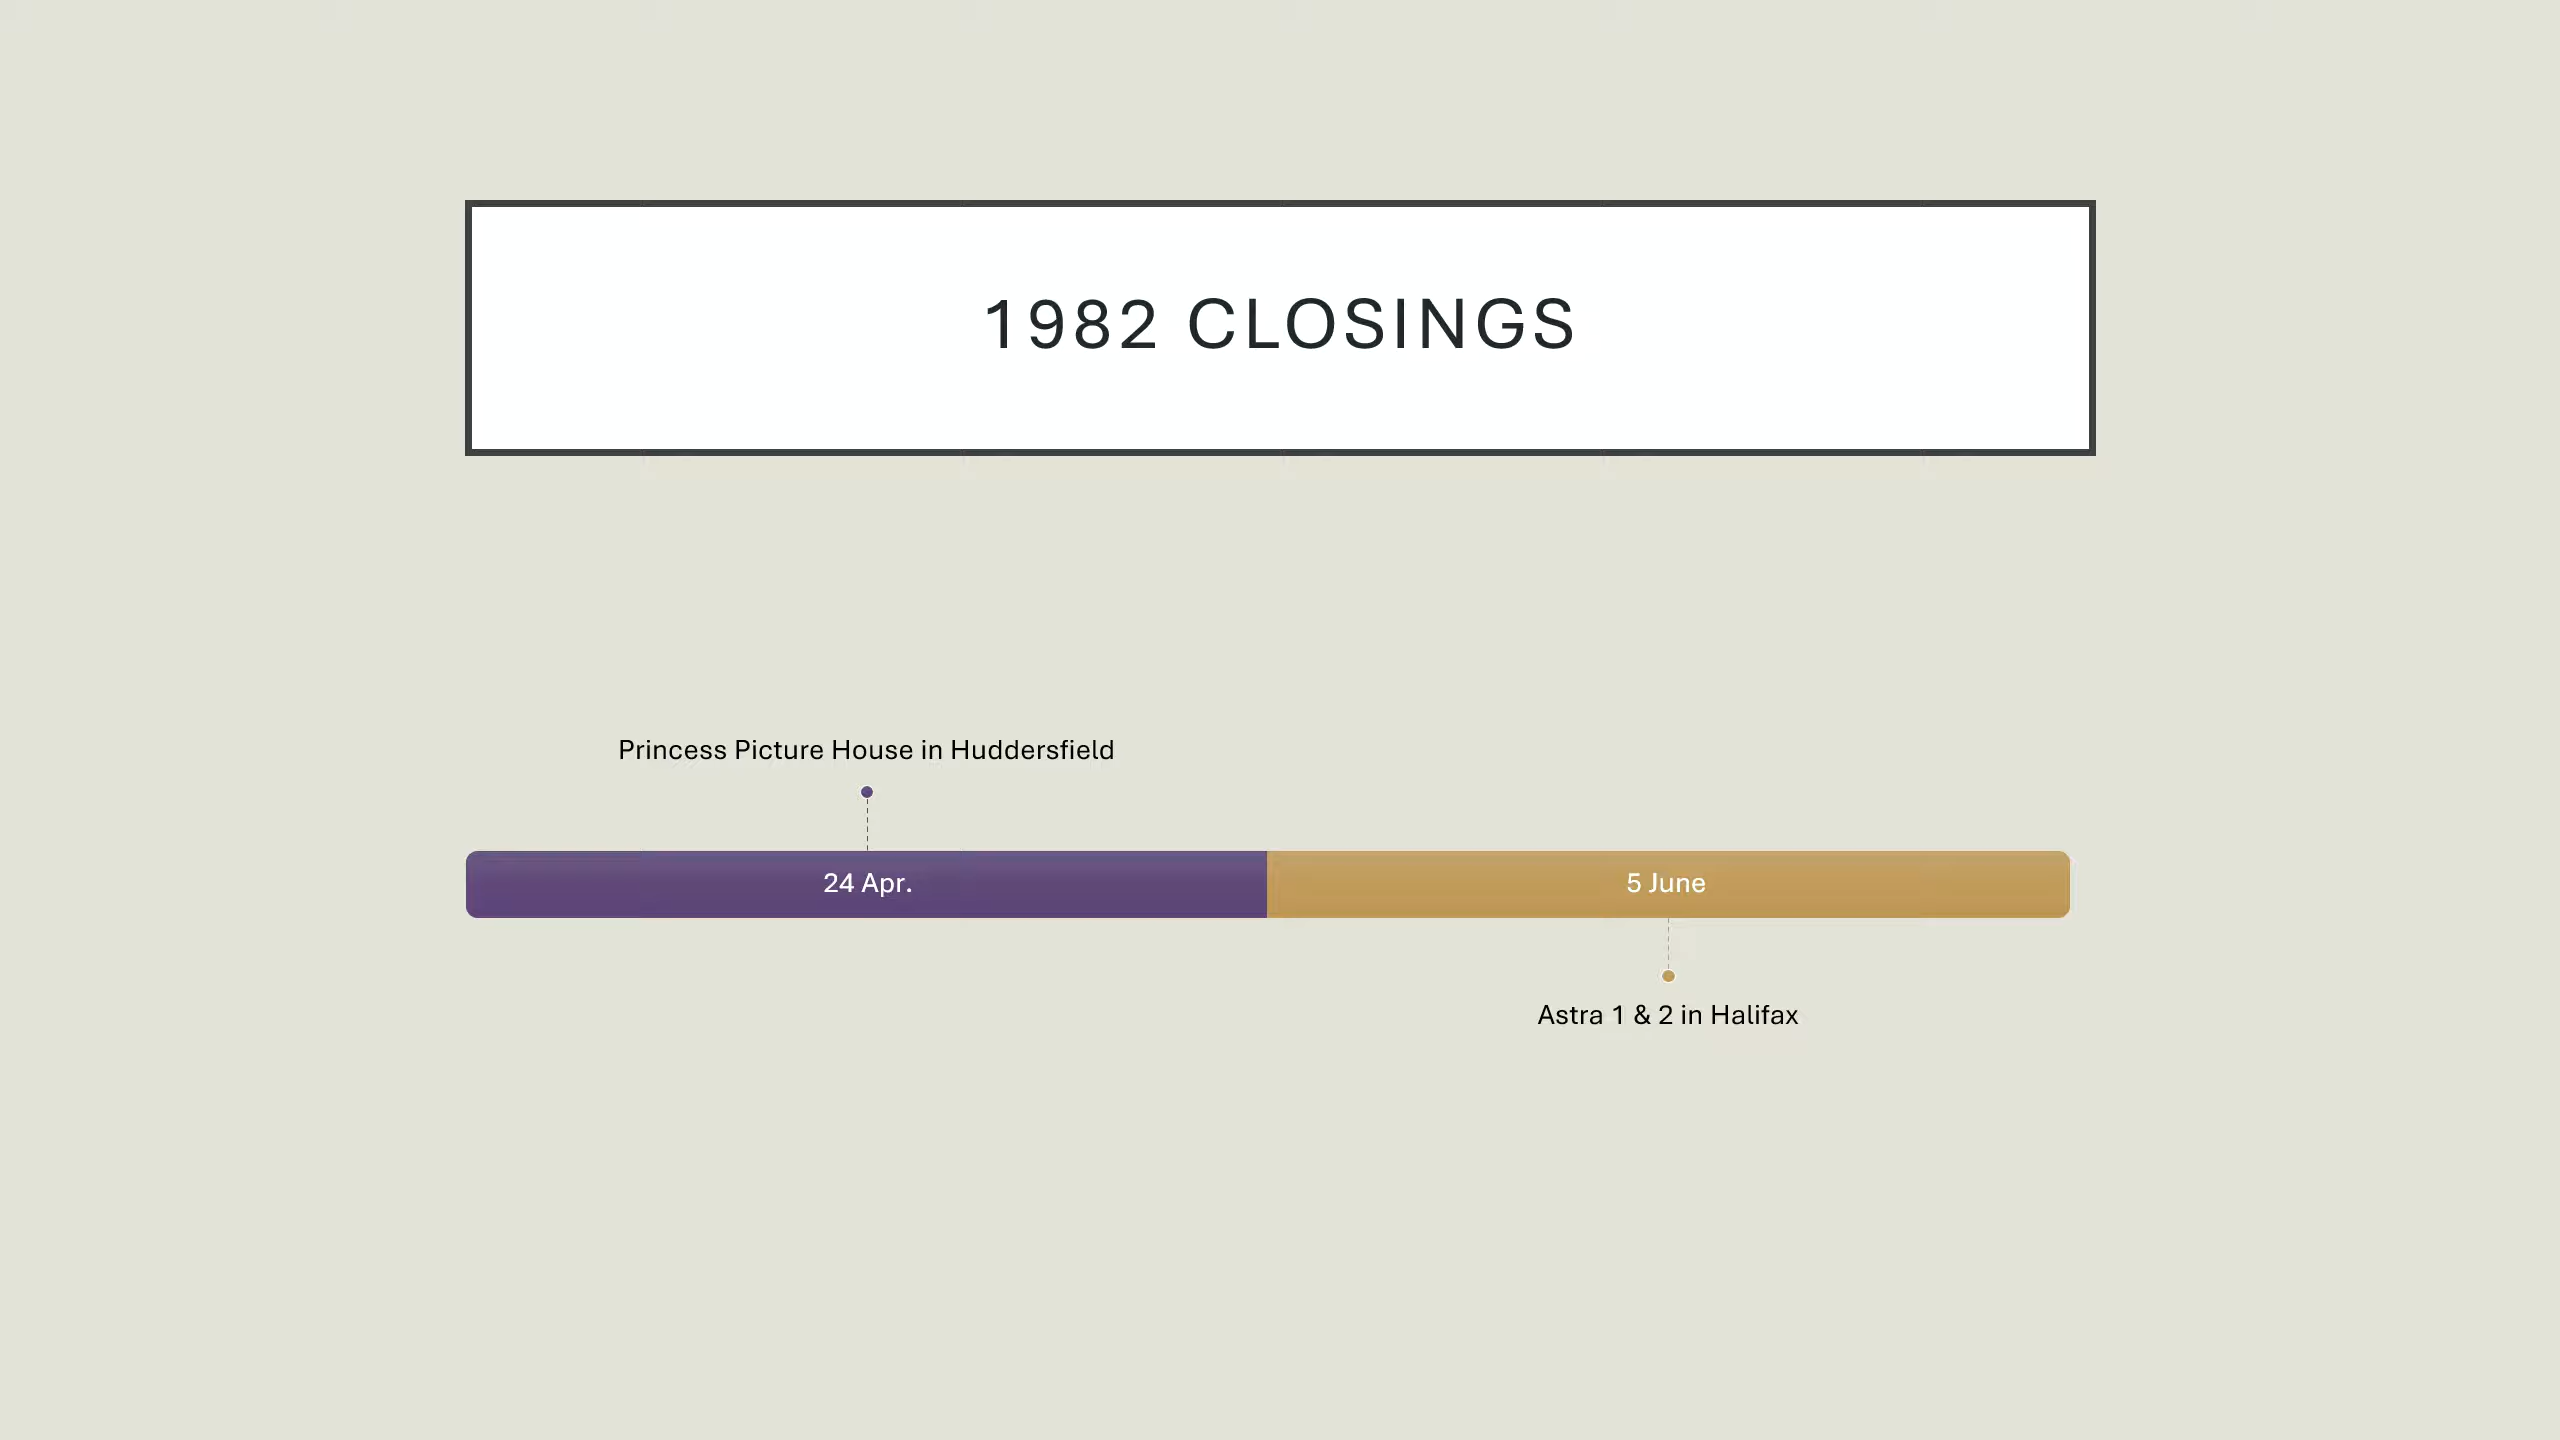 1982 CLOSINGS
Princess Picture House in Huddersfield
24 Apr.
5 June
Astra 1 & 2 in Halifax